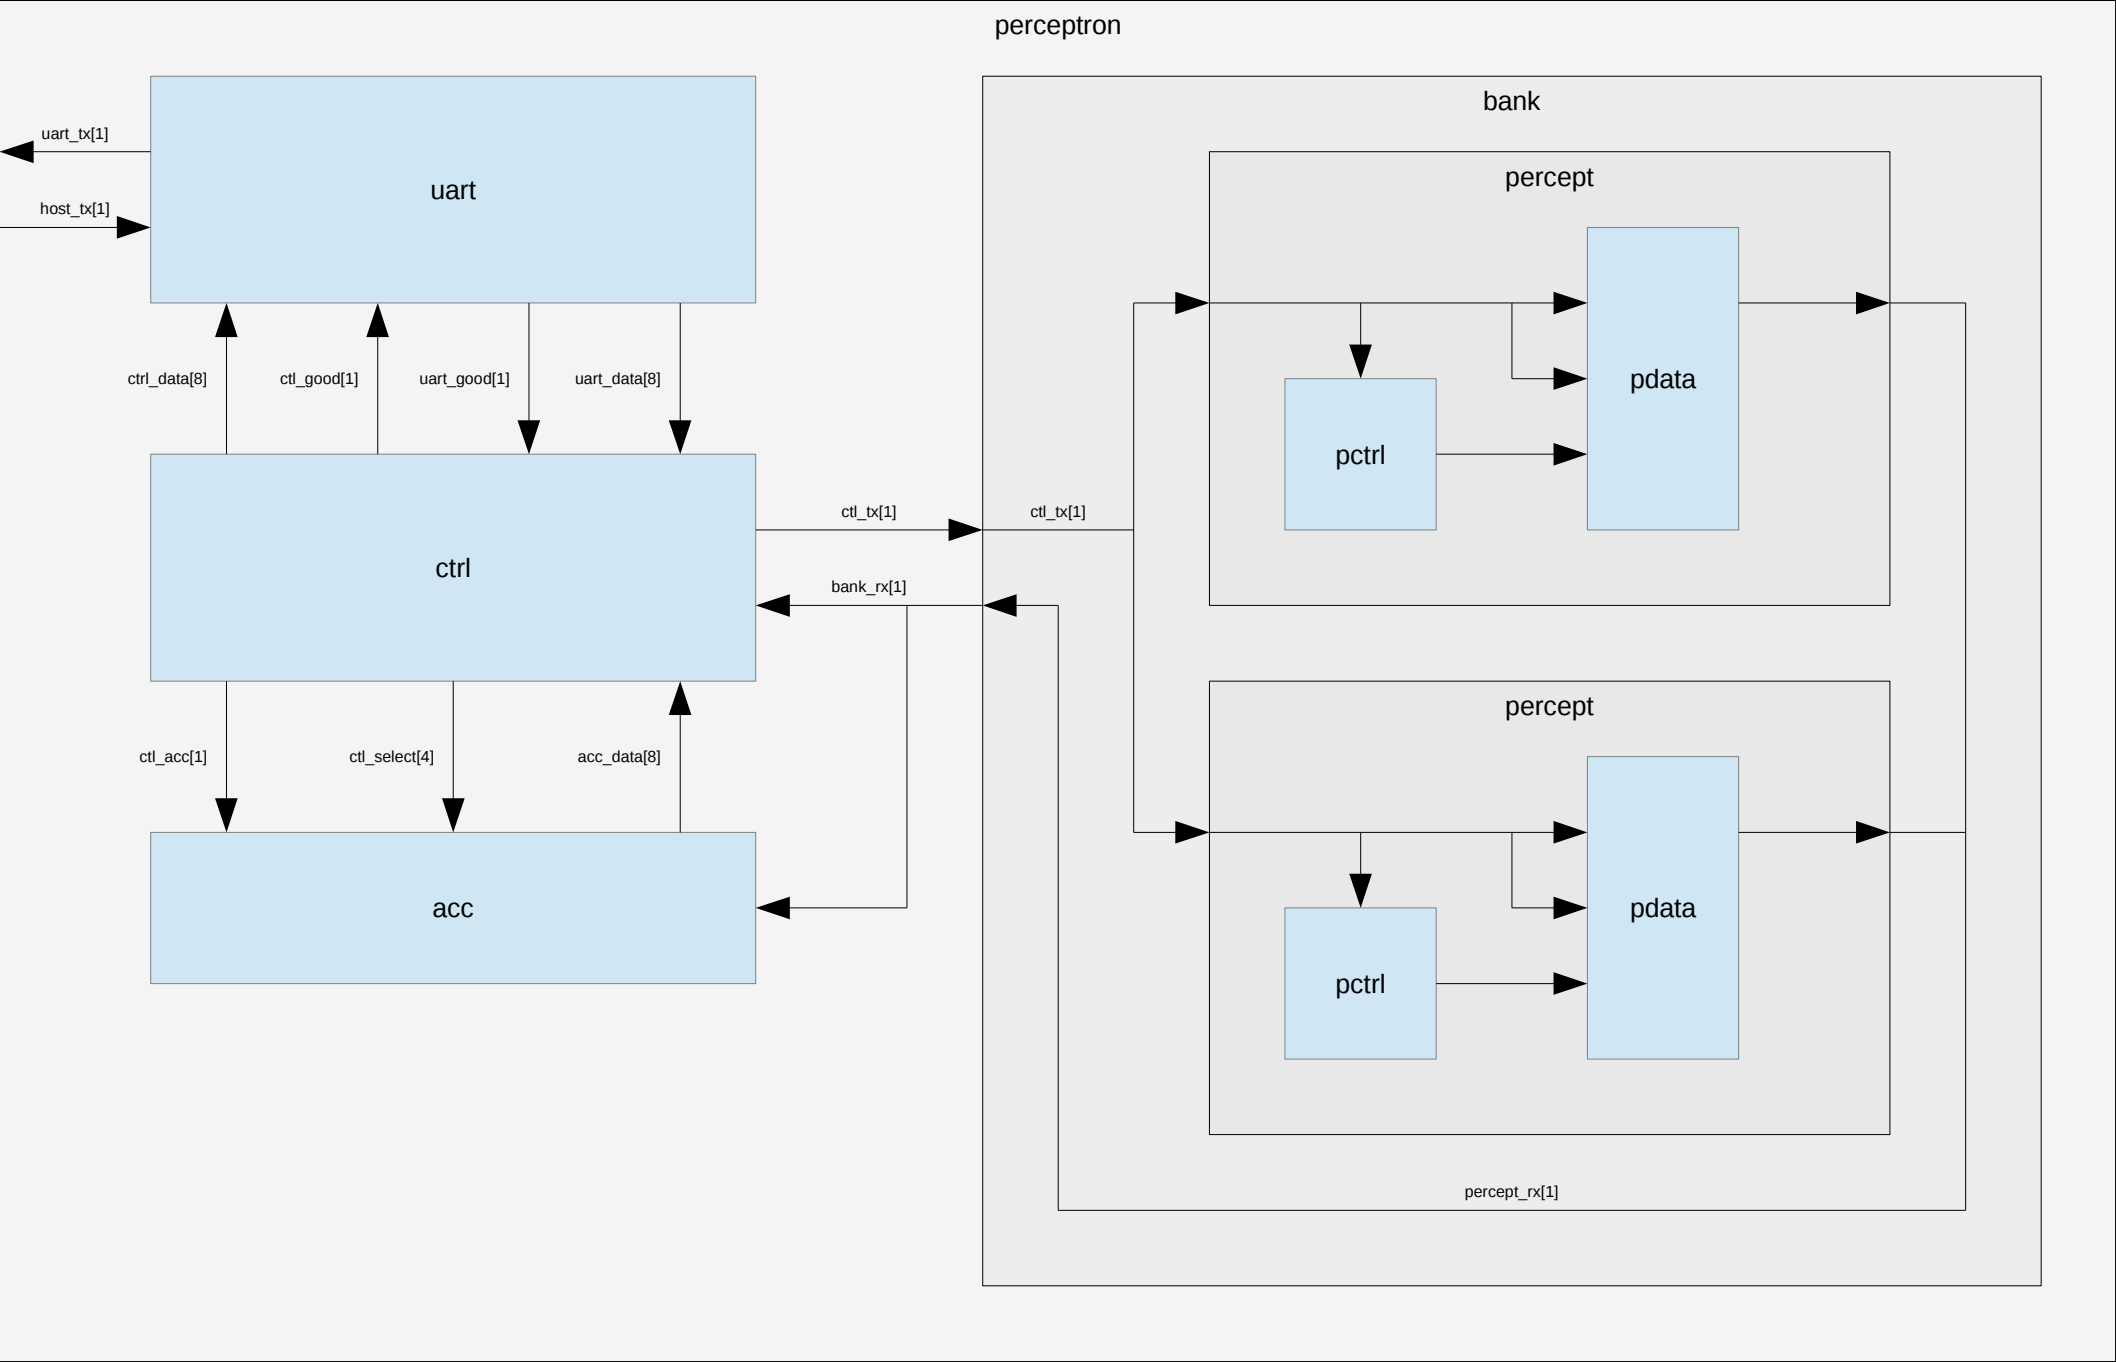 perceptron
bank
uart_tx[1]
percept
uart
host_tx[1]
ctrl_data[8]
ctl_good[1]
uart_good[1]
uart_data[8]
pdata
pctrl
ctl_tx[1]
ctl_tx[1]
ctrl
bank_rx[1]
percept
ctl_acc[1]
ctl_select[4]
acc_data[8]
acc
pdata
pctrl
percept_rx[1]